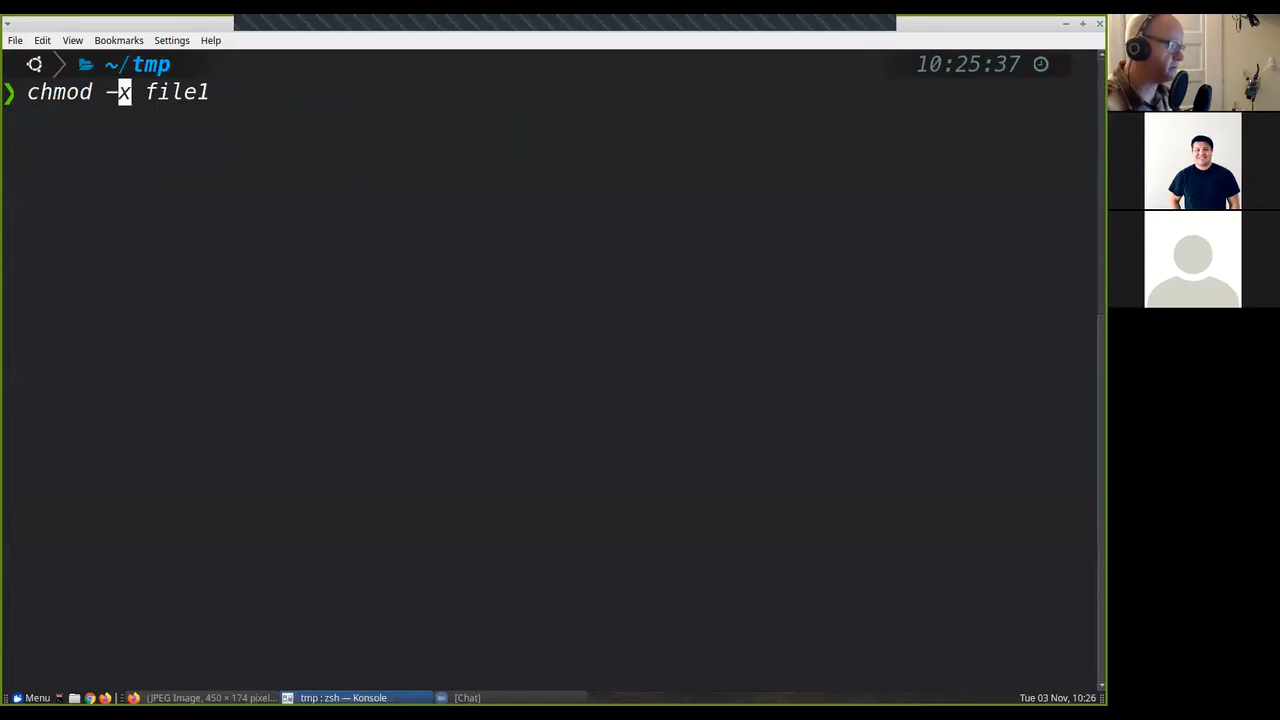 File Edit View Bookmarks Settings Help
~/tmp 10:25:37
❯ chmod -x file1
Menu (JPEG Image, 450 × 174 pixel... tmp : zsh — Konsole [Chat] Tue 03 Nov, 10:26